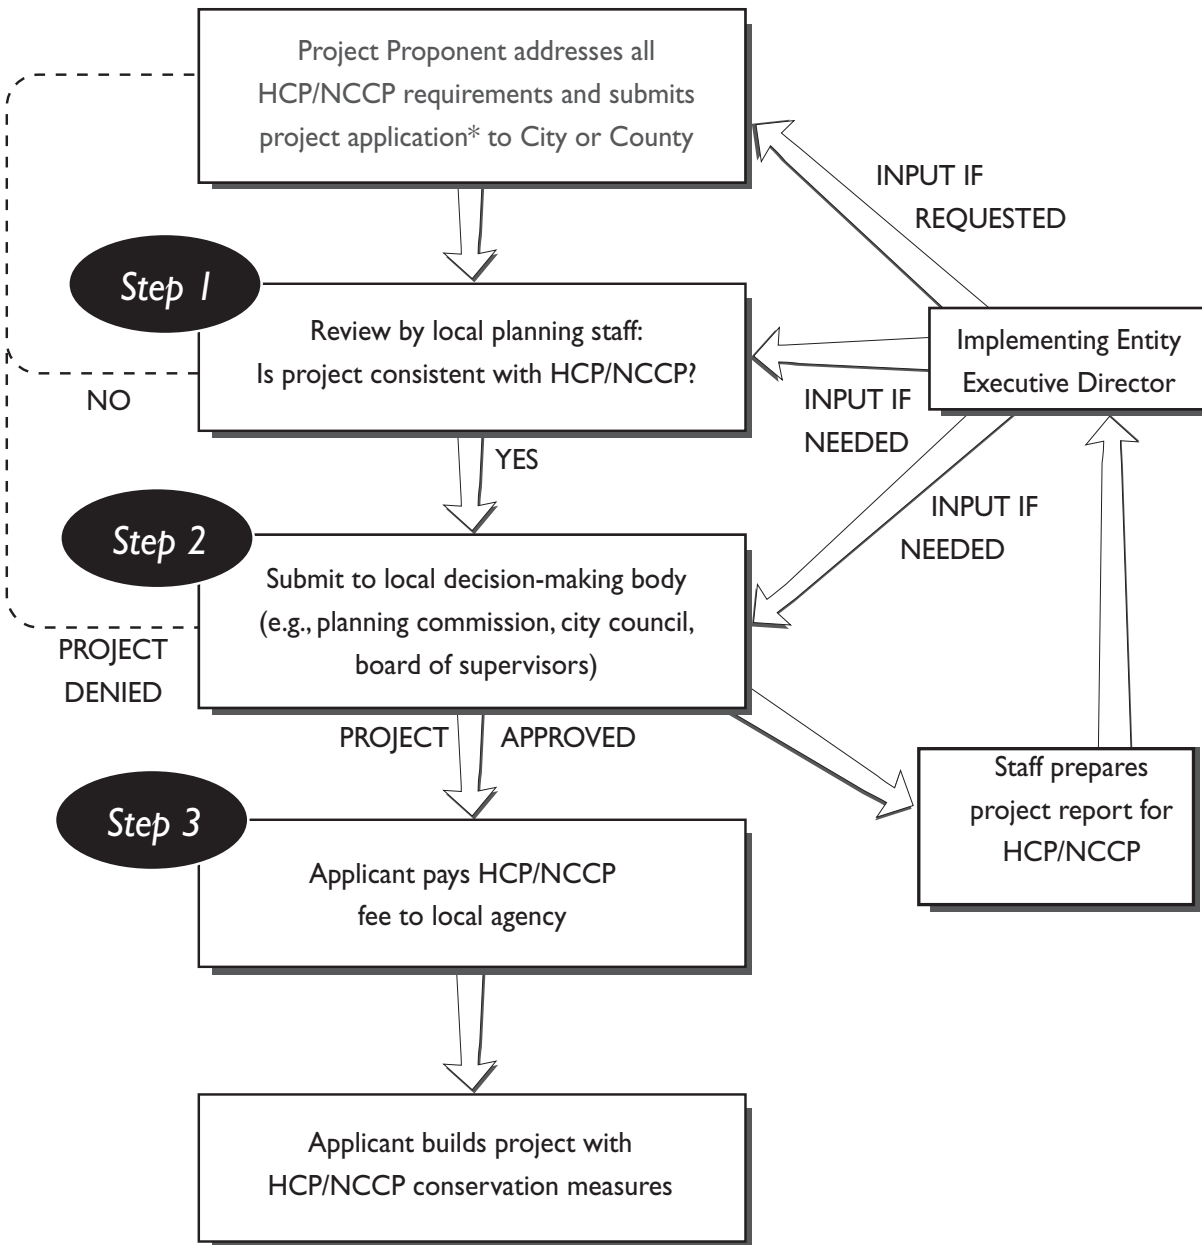 Project Proponent addresses all
HCP/NCCP requirements and submits
project application* to City or County
INPUT IF
REQUESTED
Step 1
Review by local planning staff:
Is project consistent with HCP/NCCP?
Implementing Entity
Executive Director
NO
INPUT IF
NEEDED
YES
INPUT IF
NEEDED
Step 2
Submit to local decision-making body
(e.g., planning commission, city council,
board of supervisors)
PROJECT
DENIED
PROJECT APPROVED
Staff prepares
project report for
HCP/NCCP
Step 3
Applicant pays HCP/NCCP
fee to local agency
Applicant builds project with
HCP/NCCP conservation measures